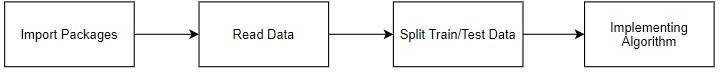 Import Packages
Read Data
Split Train/Test Data
Implementing
Algorithm